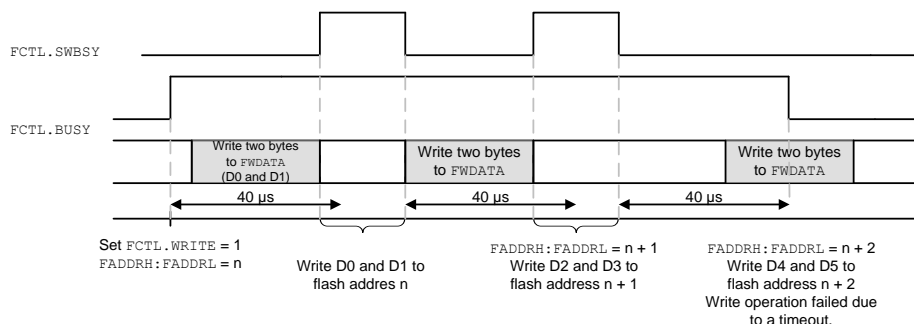 FCTL.SWBSY
FCTL.BUSY
Write two bytes
to FWDATA
(D0 and D1)
Write two bytes
to FWDATA
Write two bytes
to FWDATA
40 µs
40 µs
40 µs
Set FCTL.WRITE = 1
FADDRH:FADDRL = n
Write D0 and D1 to
flash addres n
FADDRH:FADDRL = n + 1
Write D2 and D3 to
flash address n + 1
FADDRH:FADDRL = n + 2
Write D4 and D5 to
flash address n + 2
Write operation failed due
to a timeout.